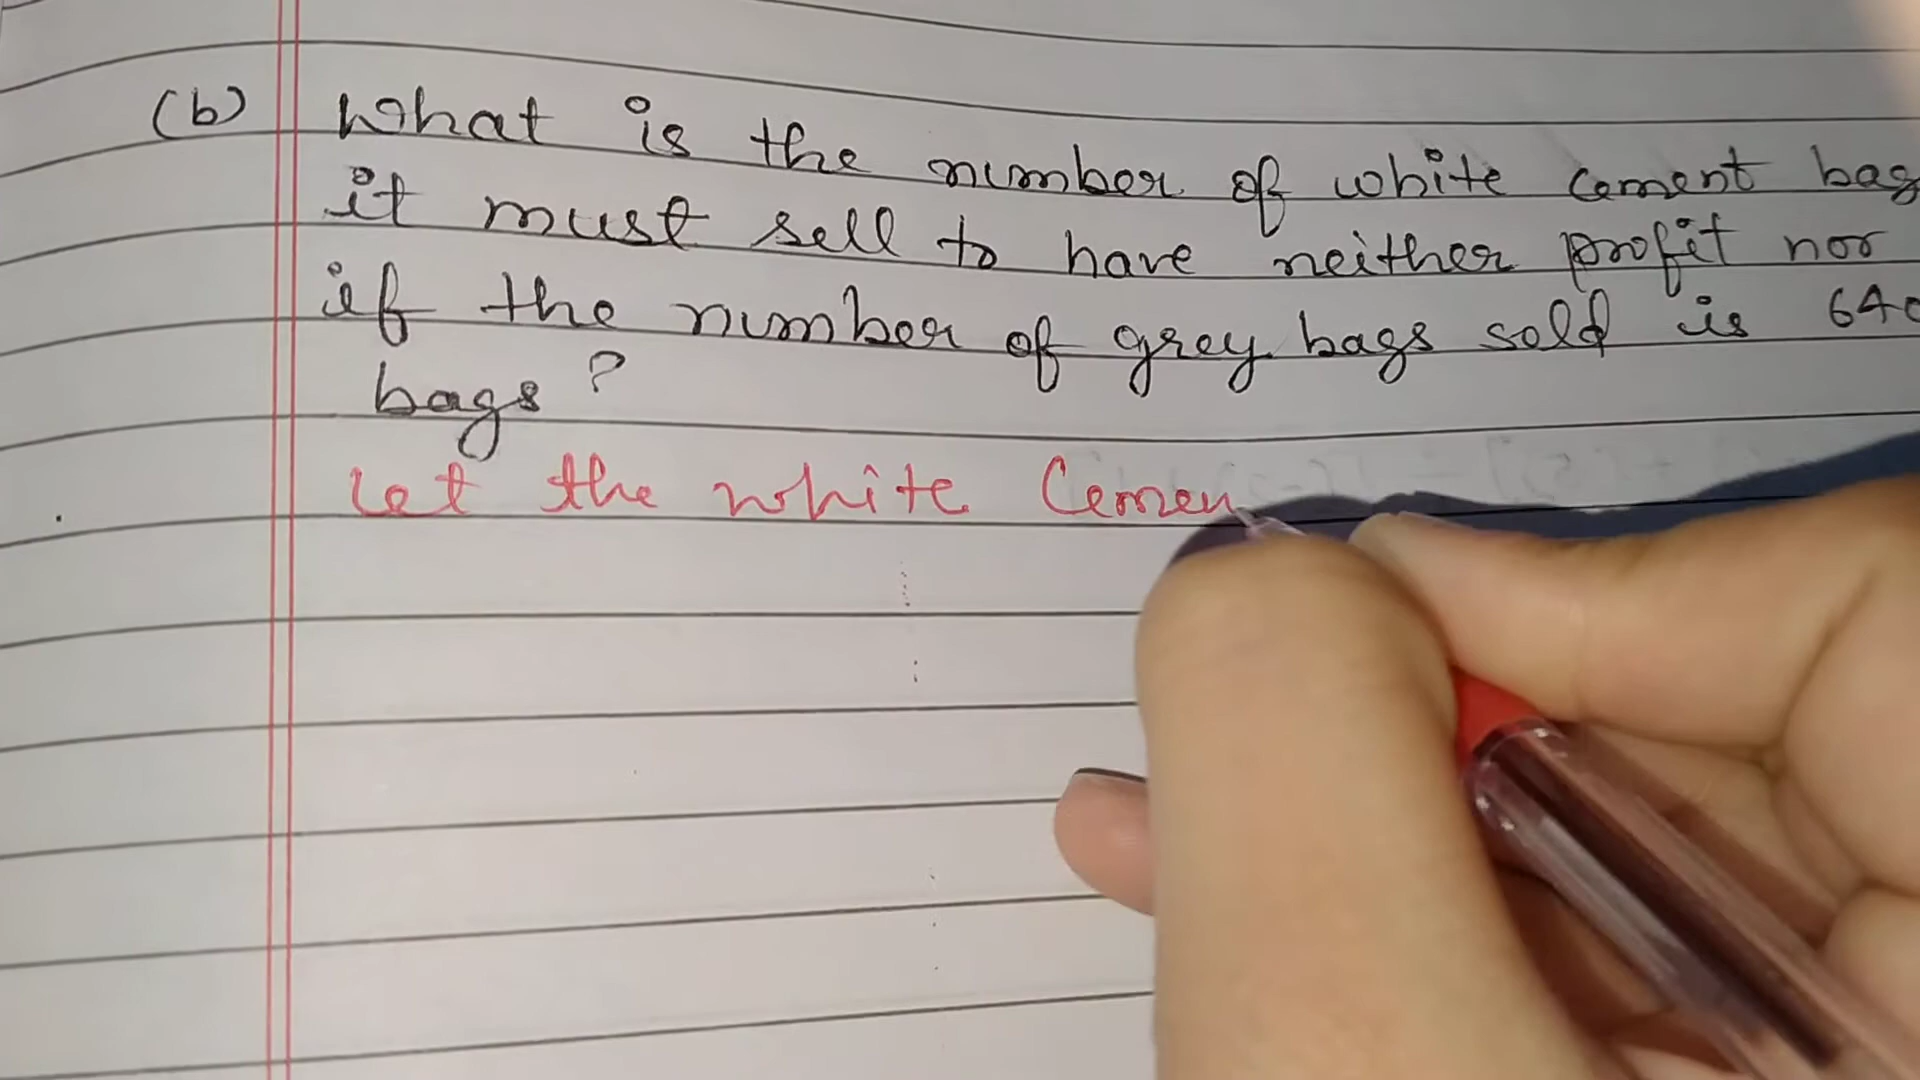 (b) What is the number of white cement bag
it must sell to have neither profit nor
if the number of grey bags sold is 640
bags?
Let the white Cemen